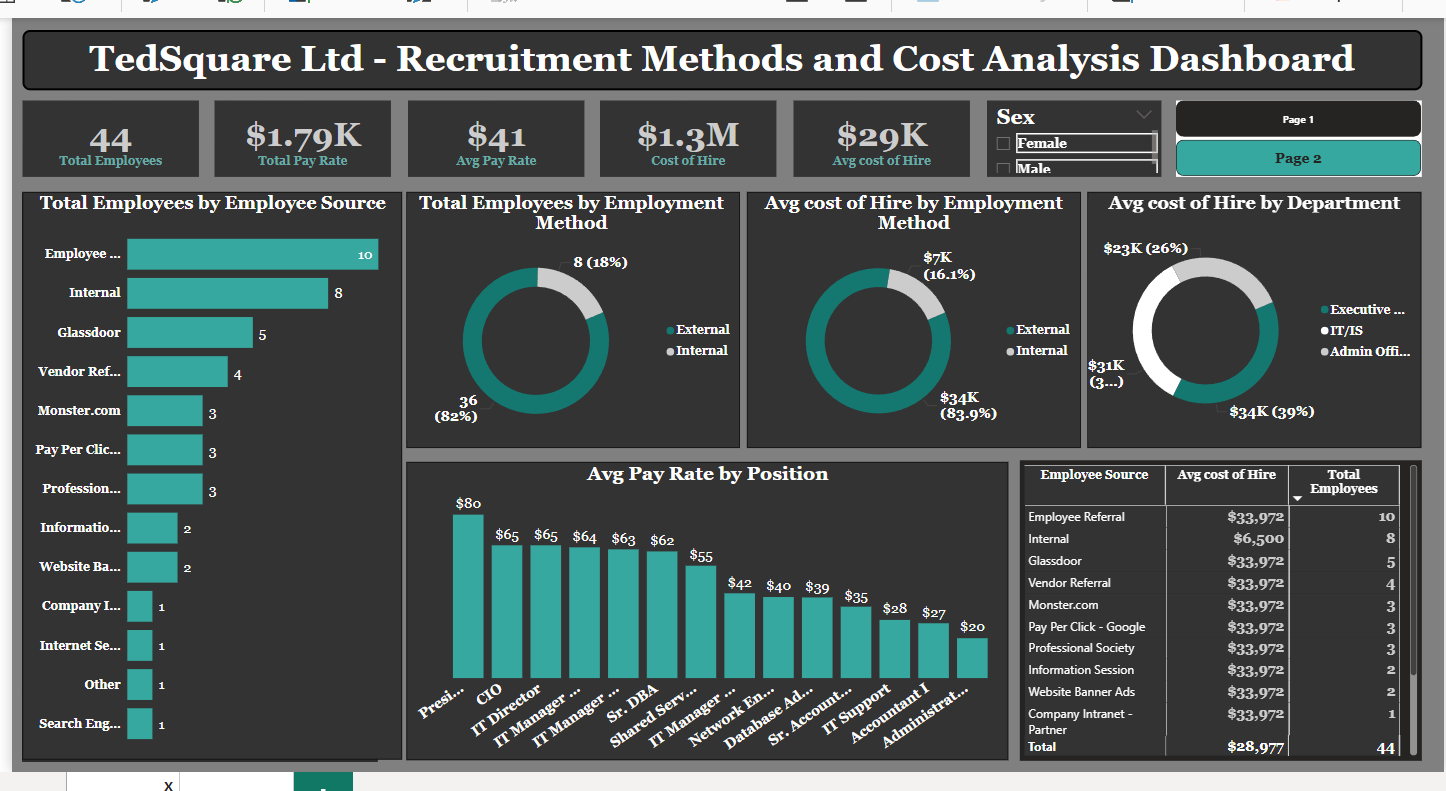 TedSquare Ltd - Recruitment Methods and Cost Analysis Dashboard
44
Total Employees
$1.79K
Total Pay Rate
$41
Avg Pay Rate
$1.3M
Cost of Hire
$29K
Avg cost of Hire
Sex
Female
Male
Page 1
Page 2
Total Employees by Employee Source
Employee ... 10
Internal 8
Glassdoor 5
Vendor Ref... 4
Monster.com 3
Pay Per Clic... 3
Profession... 3
Informatio... 2
Website Ba... 2
Company I... 1
Internet Se... 1
Other 1
Search Eng... 1
Total Employees by Employment
Method
8 (18%)
36
(82%)
External
Internal
Avg cost of Hire by Employment
Method
$7K
(16.1%)
$34K
(83.9%)
External
Internal
Avg cost of Hire by Department
$23K (26%)
$31K
(3...)
$34K (39%)
Executive ...
IT/IS
Admin Offi...
Avg Pay Rate by Position
$80 $65 $65 $64 $63 $62 $55 $42 $40 $39 $35 $28 $27 $20
Presi...
CIO
IT Director
IT Manager ...
IT Manager ...
Sr. DBA
Shared Serv...
IT Manager ...
Network En...
Database Ad...
Sr. Account...
IT Support
Accountant I
Administrat...
Employee Source Avg cost of Hire Total
Employees
Employee Referral $33,972 10
Internal $6,500 8
Glassdoor $33,972 5
Vendor Referral $33,972 4
Monster.com $33,972 3
Pay Per Click - Google $33,972 3
Professional Society $33,972 3
Information Session $33,972 2
Website Banner Ads $33,972 2
Company Intranet - $33,972 1
Partner
Total $28,977 44
x